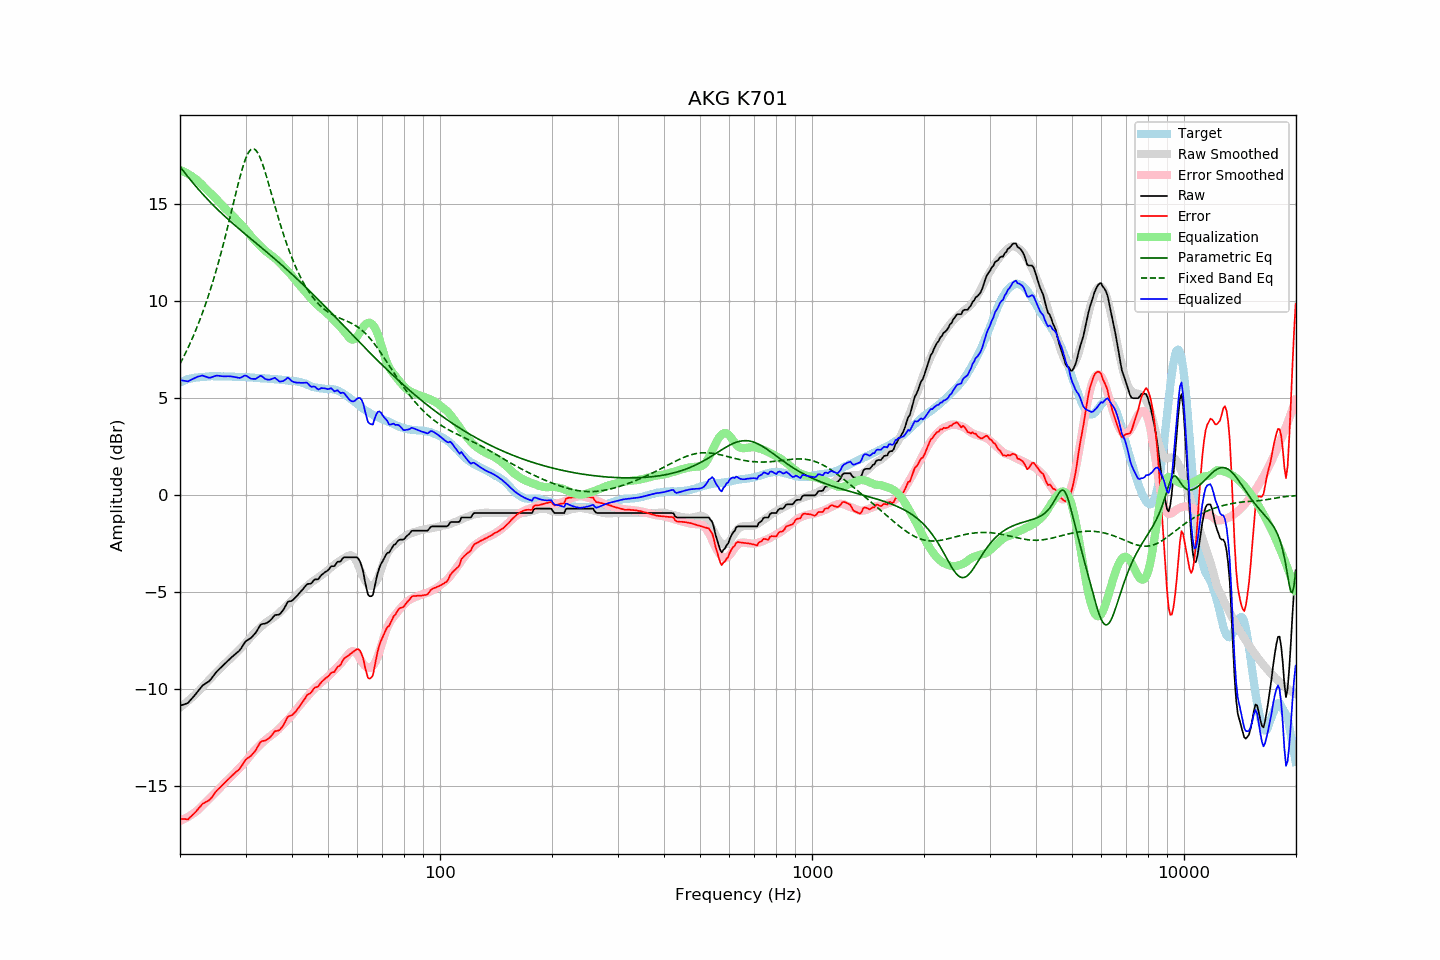 AKG K701
Target
Raw Smoothed
Error Smoothed
Raw
Error
Equalization
Parametric Eq
Fixed Band Eq
Equalized
Amplitude (dBr)
15
10
5
0
−5
−10
−15
100
1000
10000
Frequency (Hz)